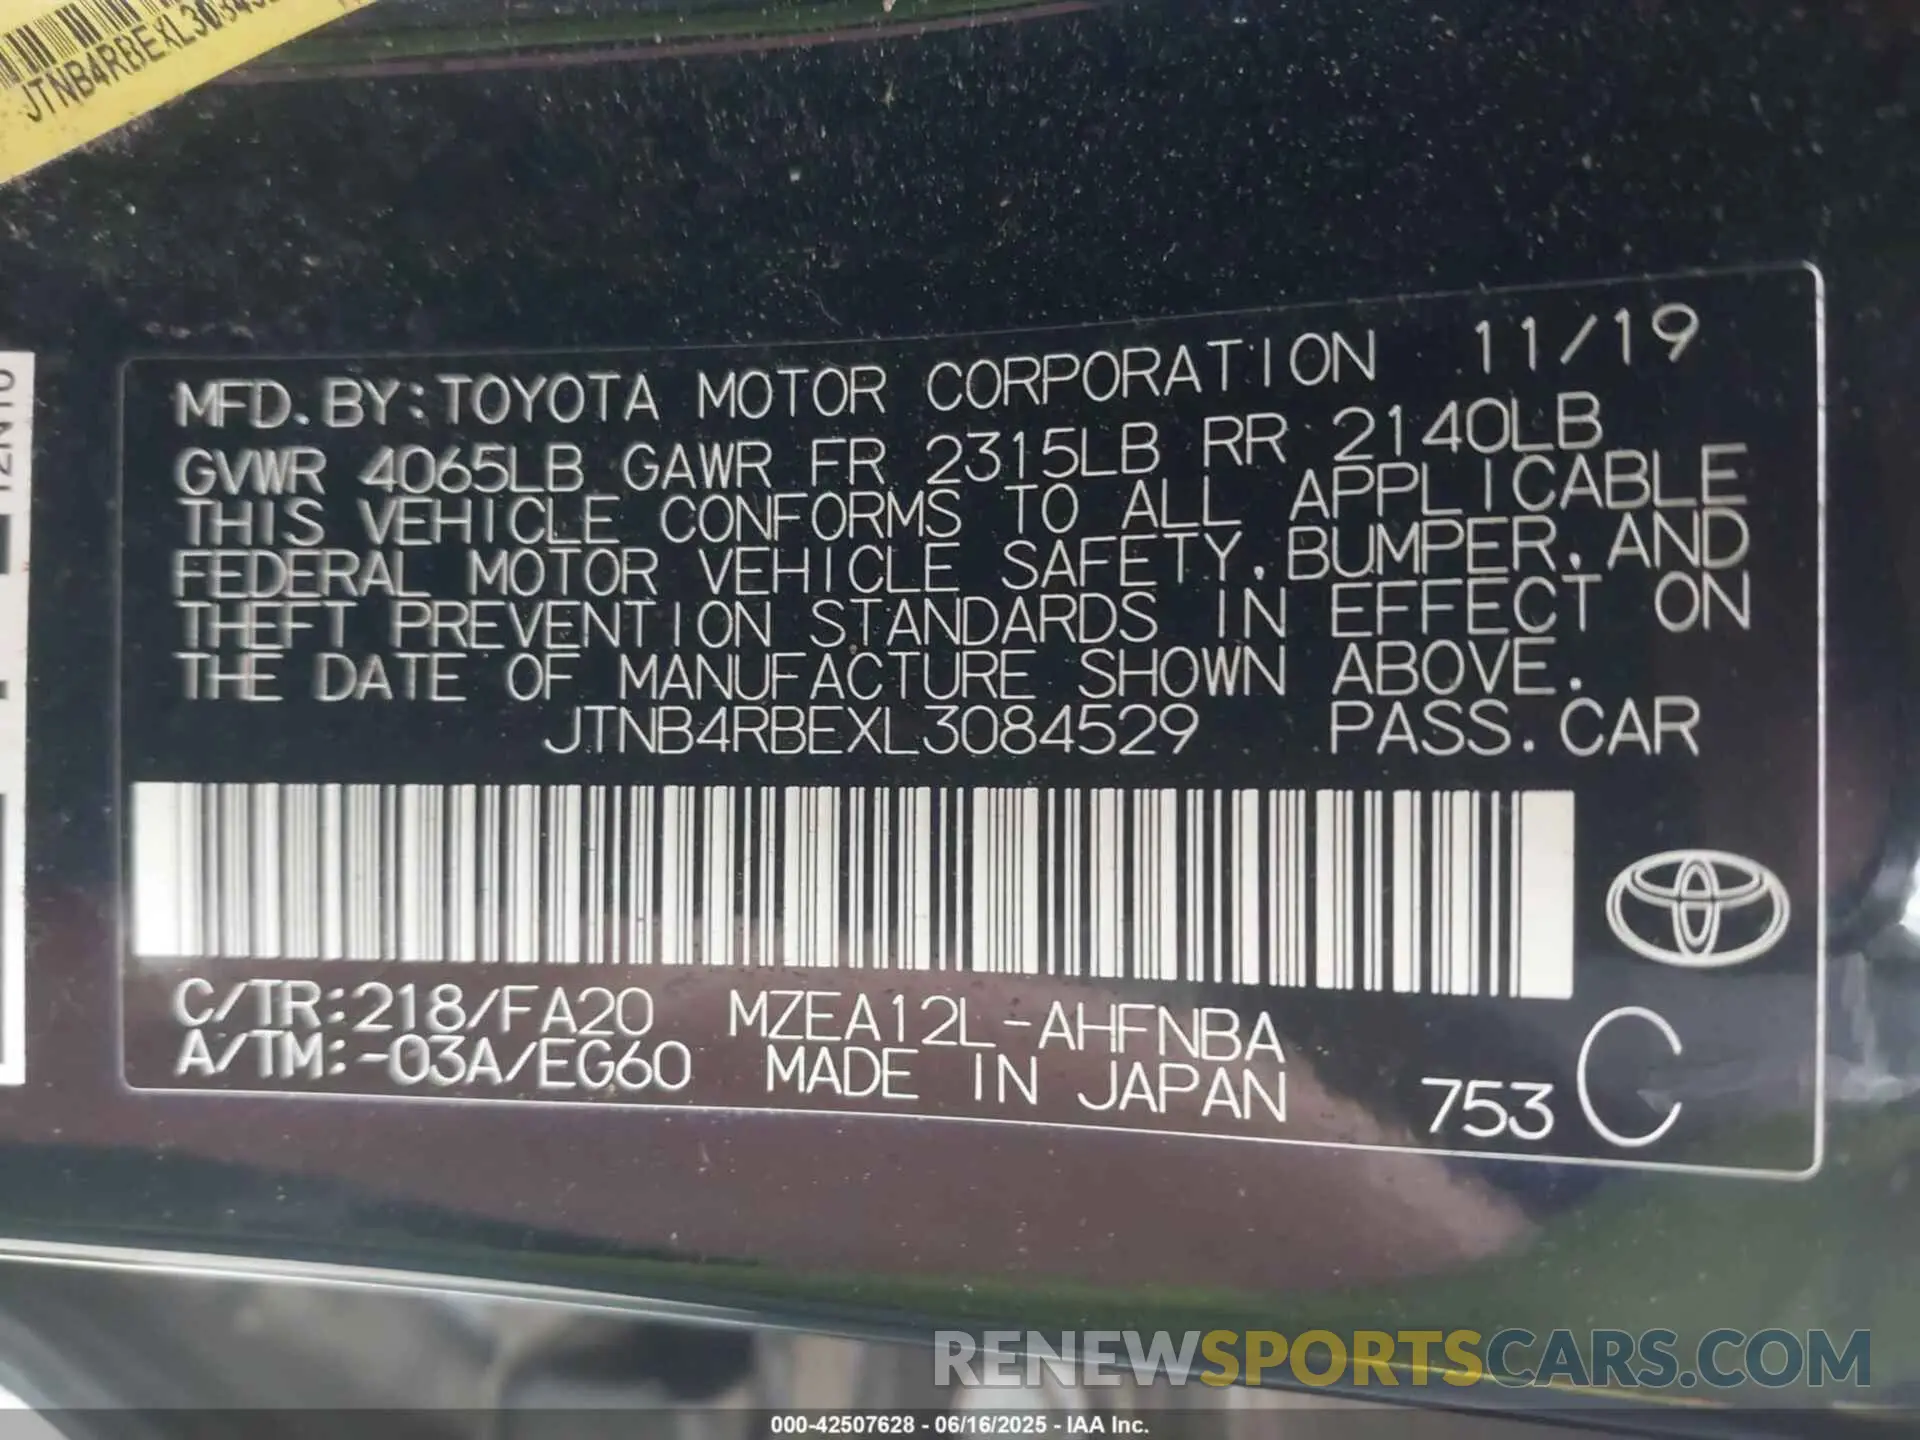 MFD. BY: TOYOTA MOTOR CORPORATION 11/19
GVWR 4065LB GAWR FR 2315LB RR 2140LB
THIS VEHICLE CONFORMS TO ALL APPLICABLE
FEDERAL MOTOR VEHICLE SAFETY, BUMPER, AND
THEFT PREVENTION STANDARDS IN EFFECT ON
THE DATE OF MANUFACTURE SHOWN ABOVE.
JTNB4RBEXL3084529 PASS. CAR
C/TR:218/FA20 MZEA12L-AHFNBA
A/TM:-03A/EG60 MADE IN JAPAN 753 C
RENEWSPORTSCARS.COM
000-42507628 - 06/16/2025 - IAA Inc.